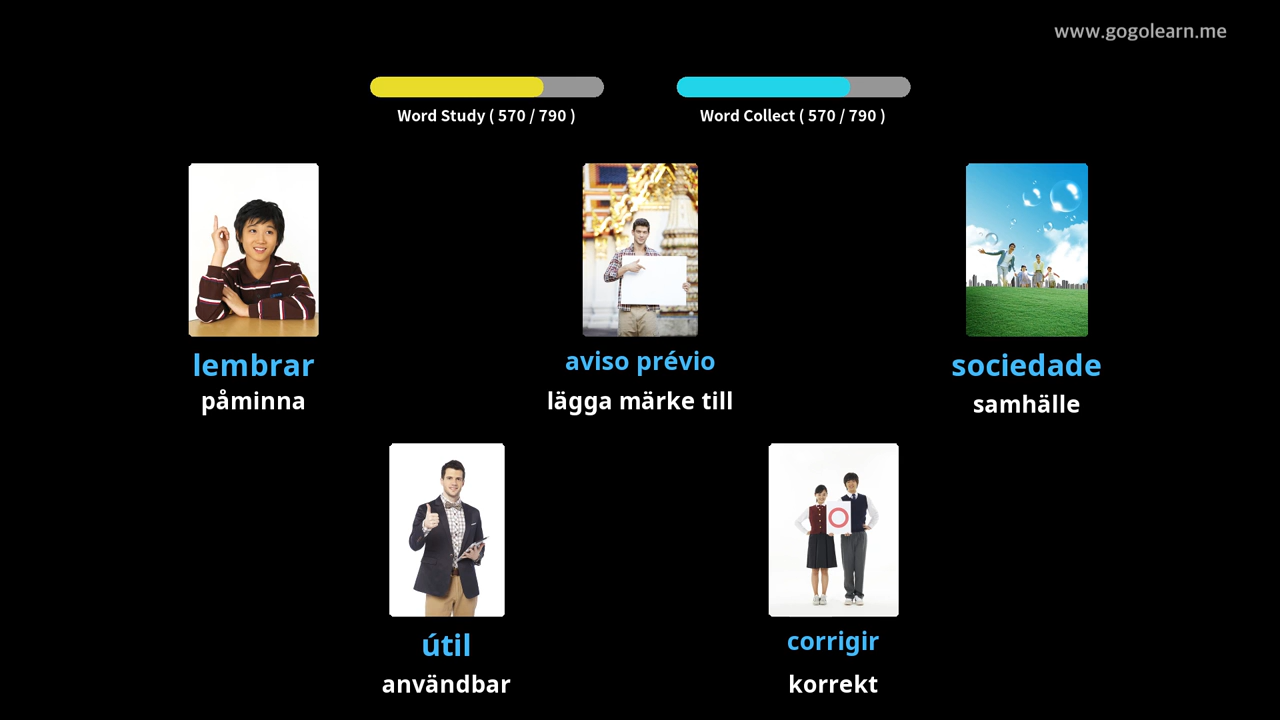 www.gogolearn.me
Word Study ( 570 / 790 )
Word Collect ( 570 / 790 )
lembrar
påminna
aviso prévio
lägga märke till
sociedade
samhälle
útil
användbar
corrigir
korrekt